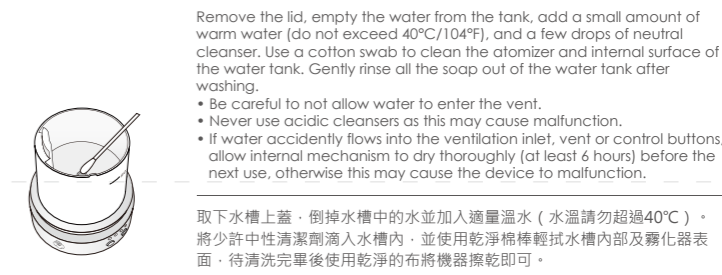 Remove the lid, empty the water from the tank, add a small amount of
warm water (do not exceed 40°C/104°F), and a few drops of neutral
cleanser. Use a cotton swab to clean the atomizer and internal surface of
the water tank. Gently rinse all the soap out of the water tank after
washing.
• Be careful to not allow water to enter the vent.
• Never use acidic cleansers as this may cause malfunction.
• If water accidently flows into the ventilation inlet, vent or control buttons,
allow internal mechanism to dry thoroughly (at least 6 hours) before the
next use, otherwise this may cause the device to malfunction.
取下水槽上蓋，倒掉水槽中的水並加入適量溫水（水溫請勿超過40℃）。
將少許中性清潔劑滴入水槽內，並使用乾淨棉棒輕拭水槽內部及霧化器表
面，待清洗完畢後使用乾淨的布將機器擦乾即可。